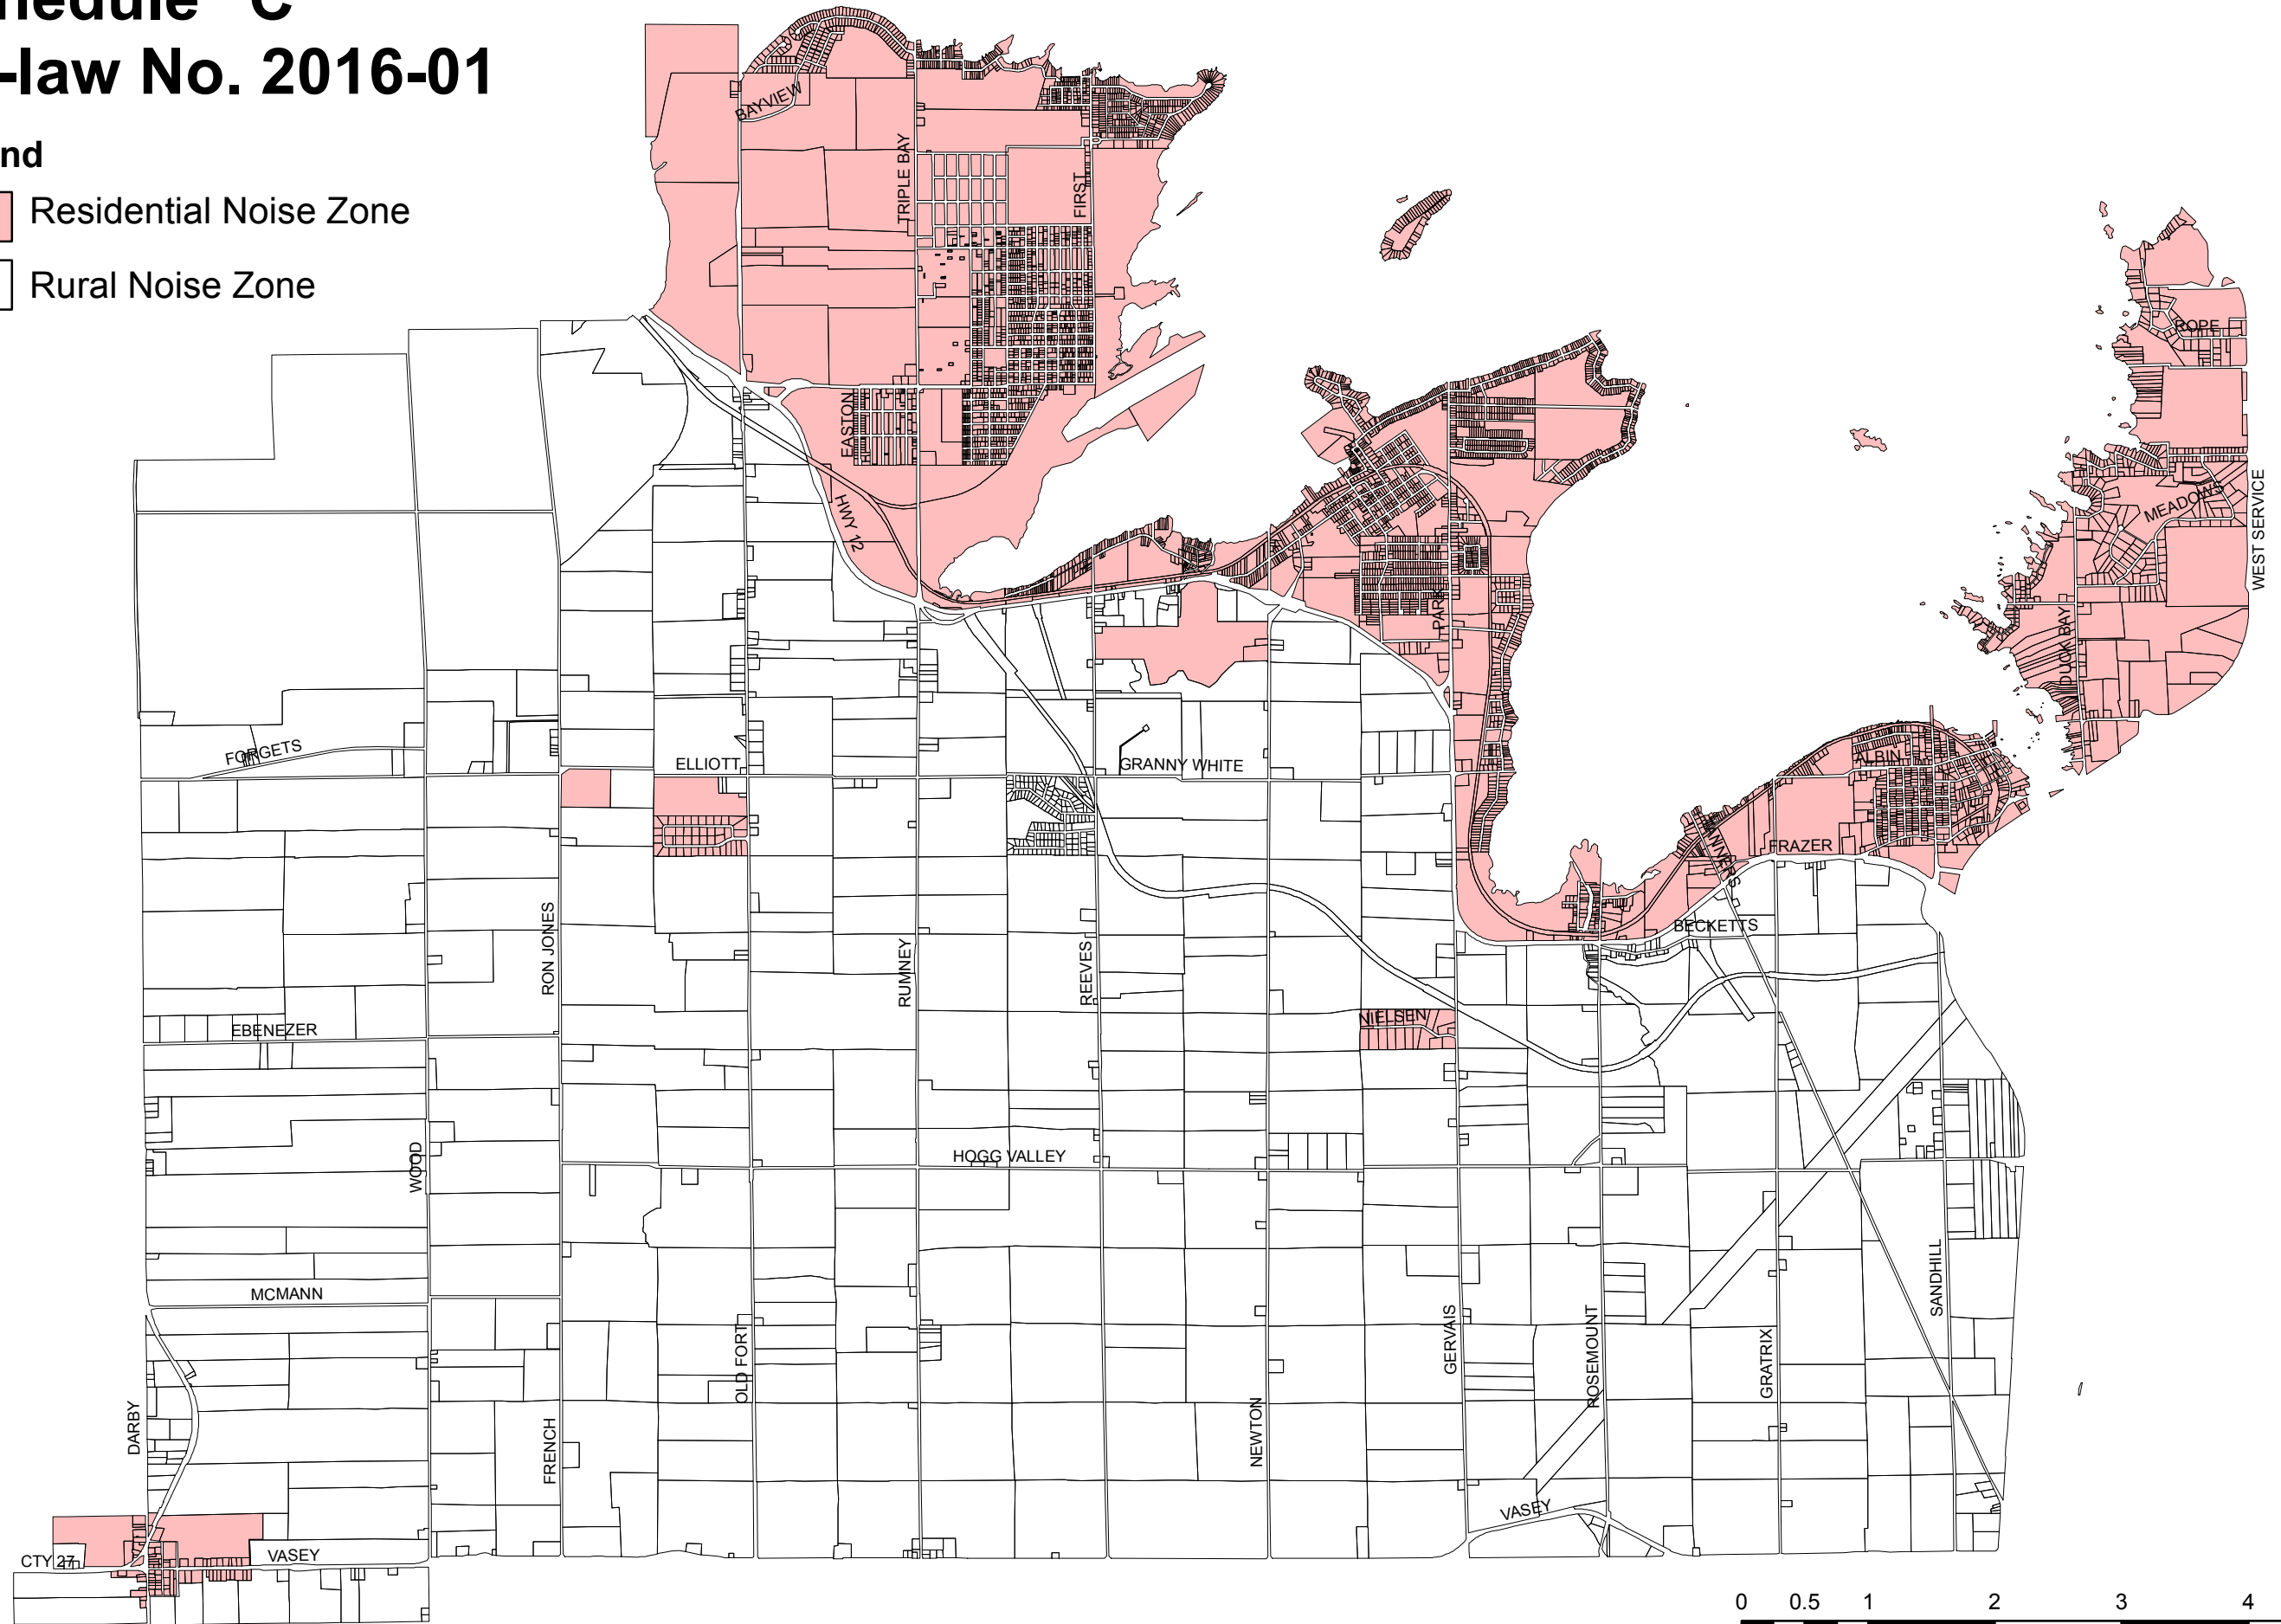 hedule "C"
-law No. 2016-01
nd
Residential Noise Zone
Rural Noise Zone
BAYVIEW
TRIPLE BAY
FIRST
ROPE
EASTON
HWY 12
MEADOWS
WEST SERVICE
PARK
DUCK BAY
FORGETS
ELLIOTT
GRANNY WHITE
ALBIN
FRAZER
TANNERS
BECKETTS
RON JONES
RUMNEY
REEVES
NIELSEN
EBENEZER
WOOD
HOGG VALLEY
MCMANN
SANDHILL
OLD FORT
GERVAIS
ROSEMOUNT
GRATRIX
DARBY
FRENCH
NEWTON
VASEY
CTY 27
VASEY
0 0.5 1 2 3 4